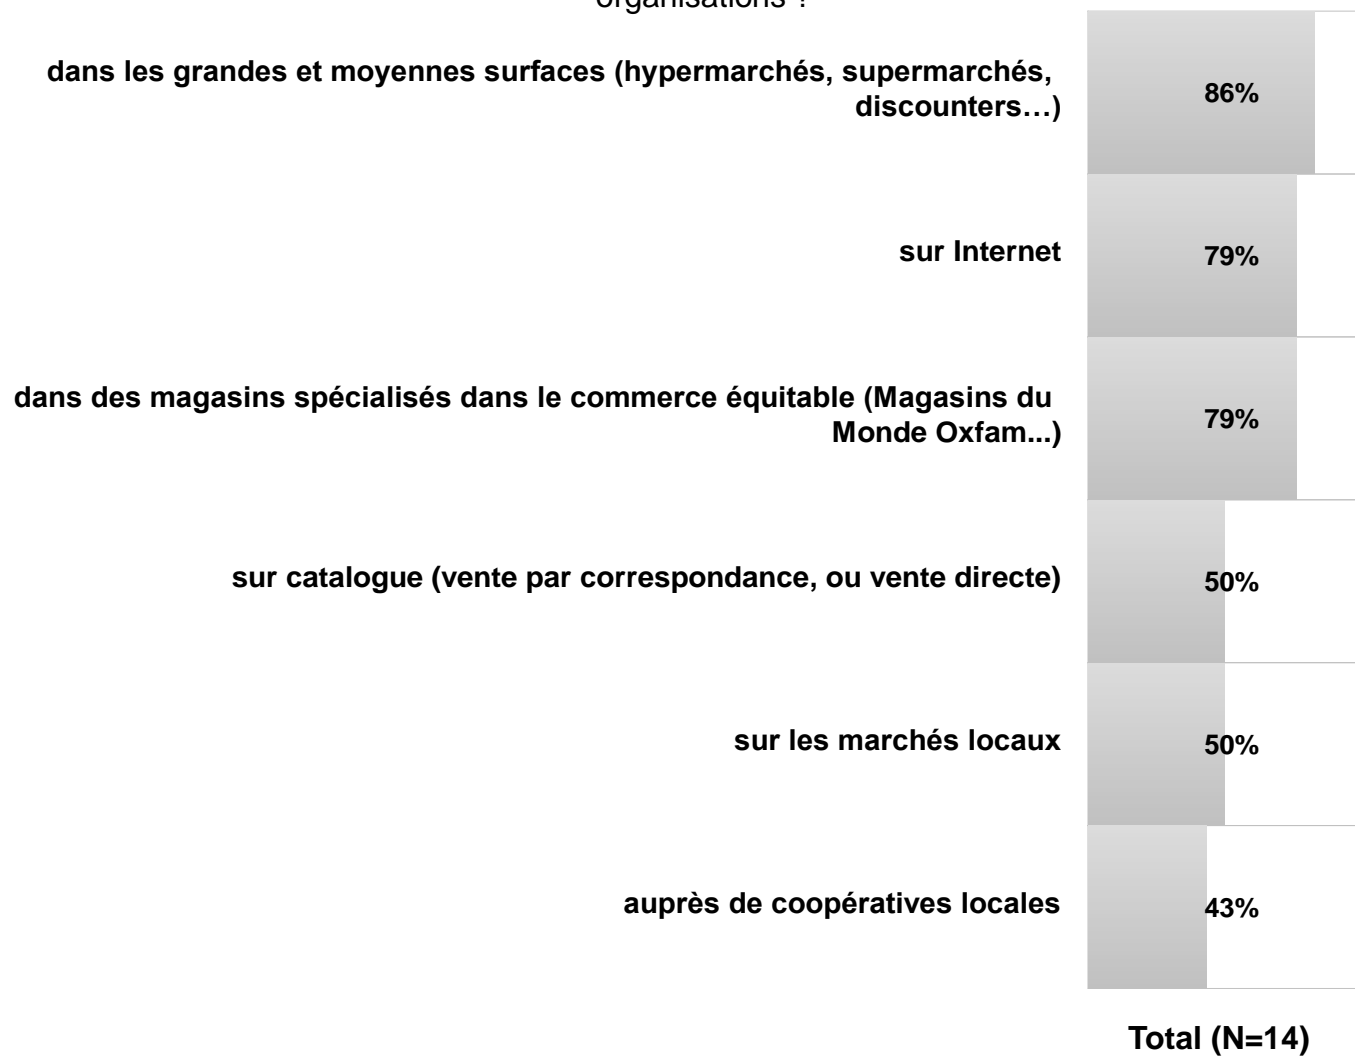 organisations ?
dans les grandes et moyennes surfaces (hypermarchés, supermarchés,
discounters…)
86%
sur Internet
79%
dans des magasins spécialisés dans le commerce équitable (Magasins du
Monde Oxfam...)
79%
sur catalogue (vente par correspondance, ou vente directe)
50%
sur les marchés locaux
50%
auprès de coopératives locales
43%
Total (N=14)